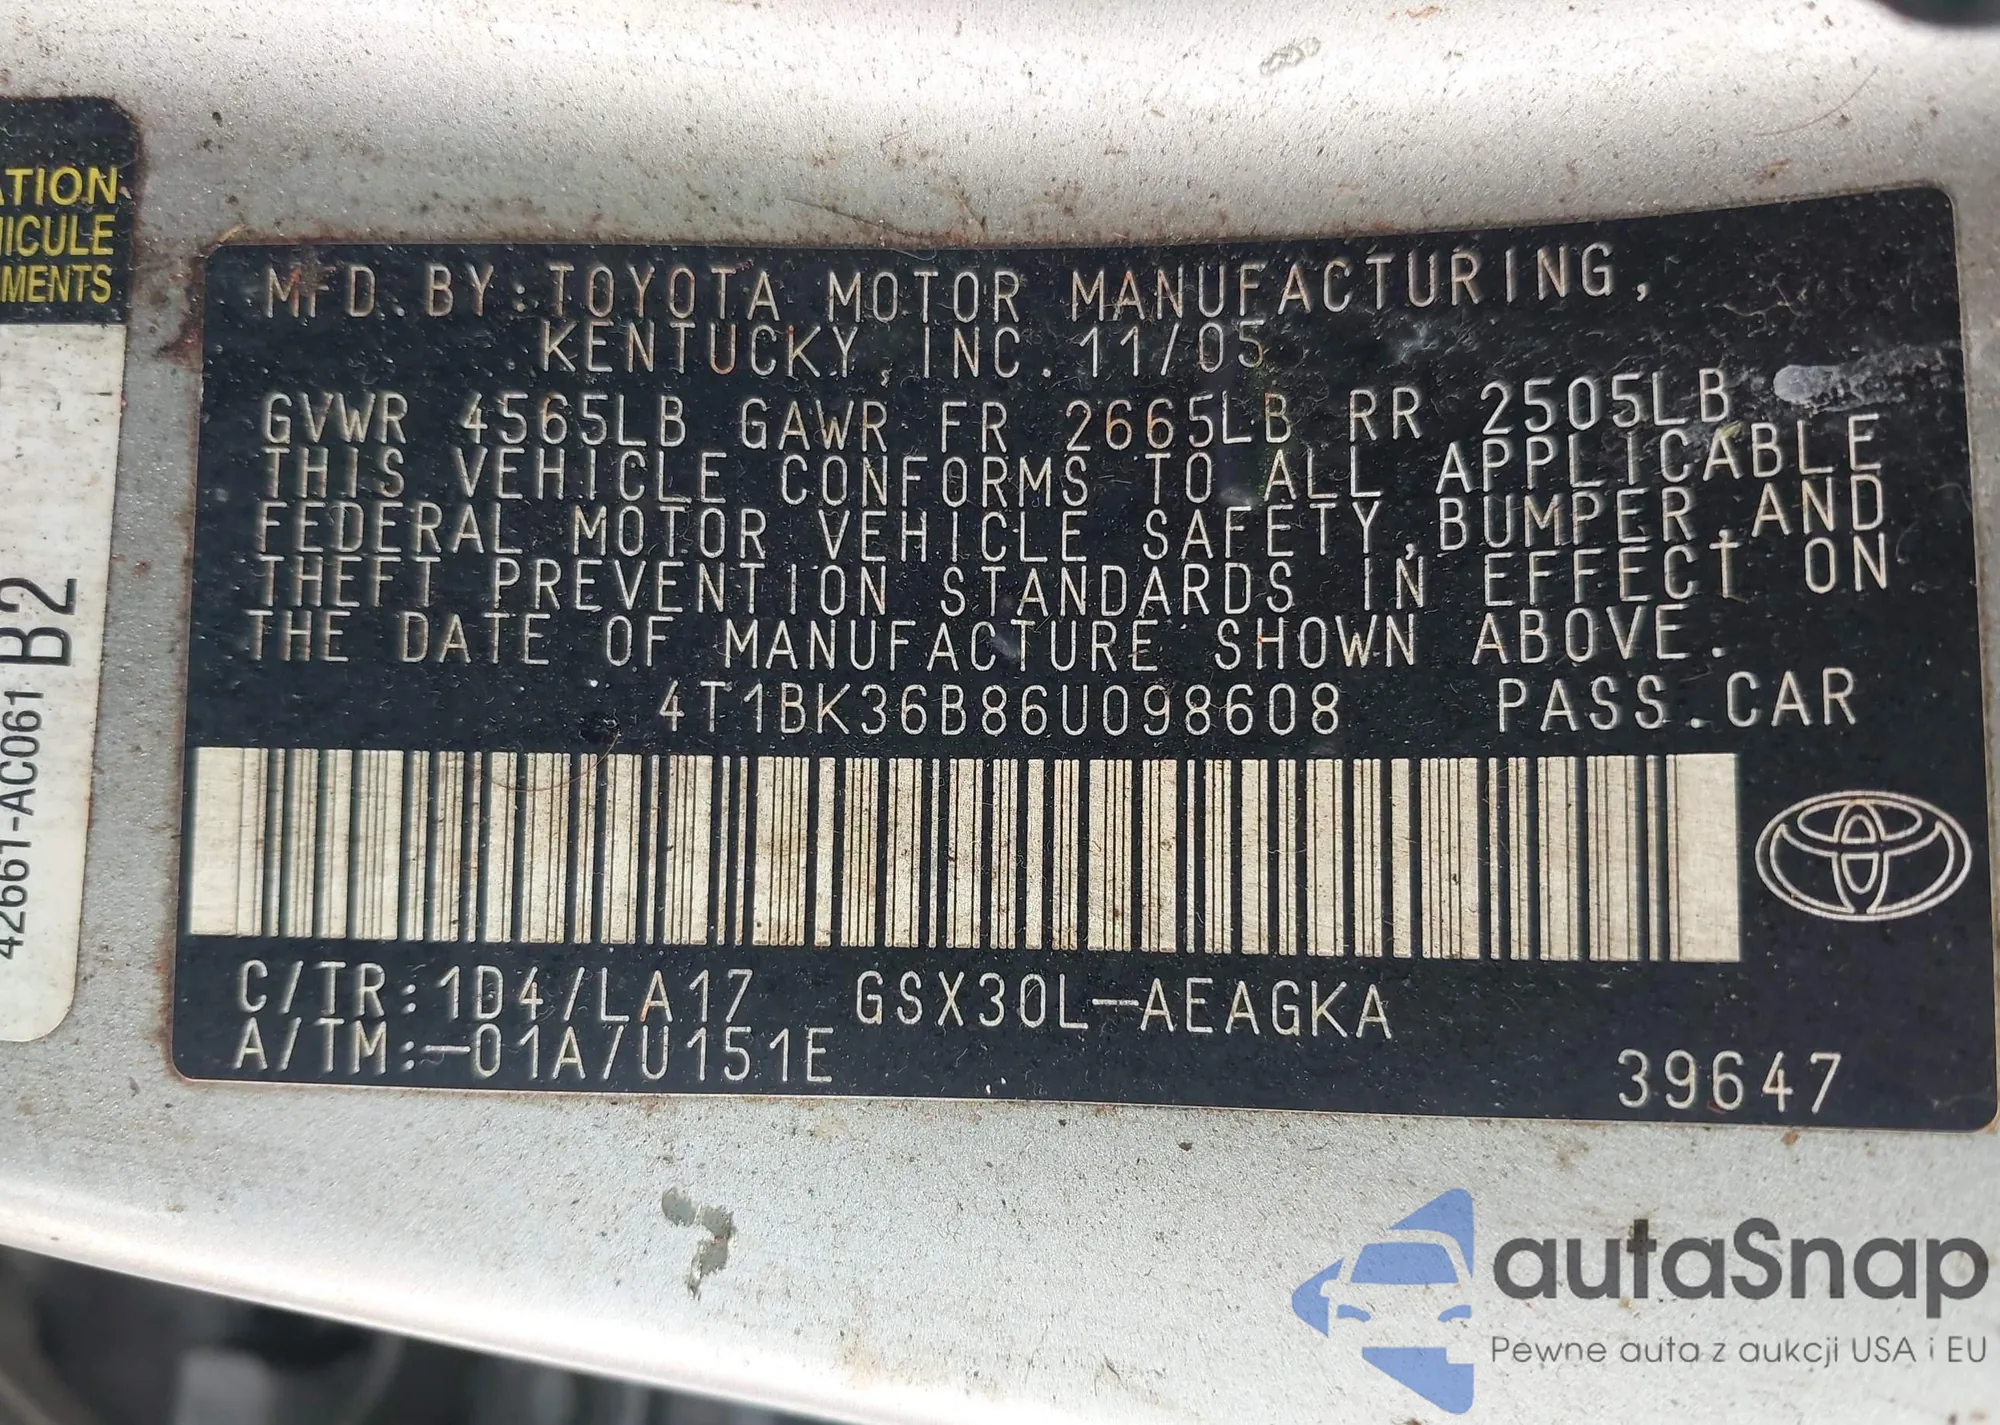 ATION
HICULE
EMENTS
42661-AC061 B2
MFD. BY: TOYOTA MOTOR MANUFACTURING,
KENTUCKY, INC. 11/05
GVWR 4565LB GAWR FR 2665LB RR 2505LB
THIS VEHICLE CONFORMS TO ALL APPLICABLE
FEDERAL MOTOR VEHICLE SAFETY, BUMPER, AND
THEFT PREVENTION STANDARDS IN EFFECT ON
THE DATE OF MANUFACTURE SHOWN ABOVE.
4T1BK36B86U098608 PASS. CAR
C/TR: 1D4/LA17 GSX30L-AEAGKA
A/TM:-01A/U151E
39647
autaSnap
Pewne auta z aukcji USA i EU